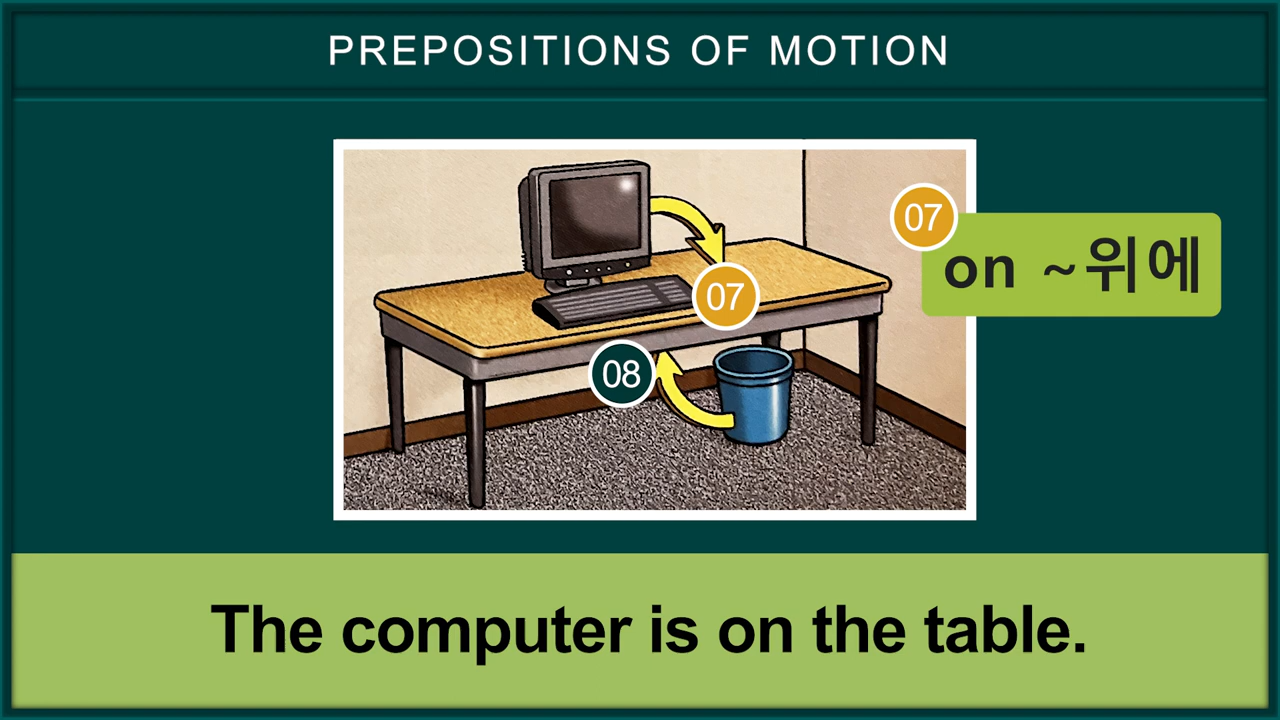 PREPOSITIONS OF MOTION
07
on ~위에
07
08
The computer is on the table.